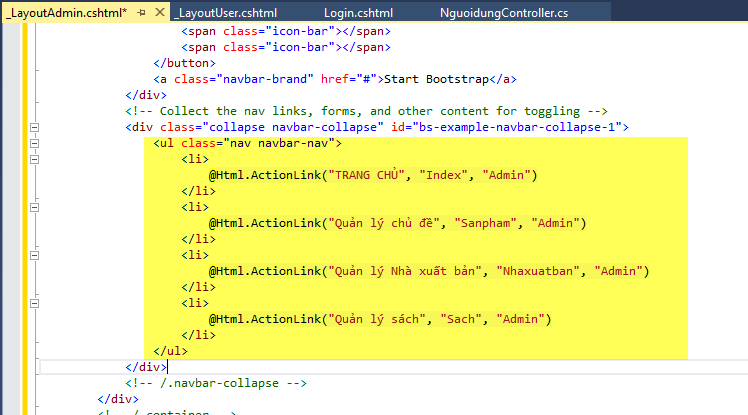 _LayoutAdmin.cshtml* _LayoutUser.cshtml Login.cshtml NguoidungController.cs
<span class="icon-bar"></span>
<span class="icon-bar"></span>
</button>
<a class="navbar-brand" href="#">Start Bootstrap</a>
</div>
<!-- Collect the nav links, forms, and other content for toggling -->
<div class="collapse navbar-collapse" id="bs-example-navbar-collapse-1">
<ul class="nav navbar-nav">
<li>
@Html.ActionLink("TRANG CHỦ", "Index", "Admin")
</li>
<li>
@Html.ActionLink("Quản lý chủ đề", "Sanpham", "Admin")
</li>
<li>
@Html.ActionLink("Quản lý Nhà xuất bản", "Nhaxuatban", "Admin")
</li>
<li>
@Html.ActionLink("Quản lý sách", "Sach", "Admin")
</li>
</ul>
</div>
<!-- /.navbar-collapse -->
</div>
<!-- /.container -->